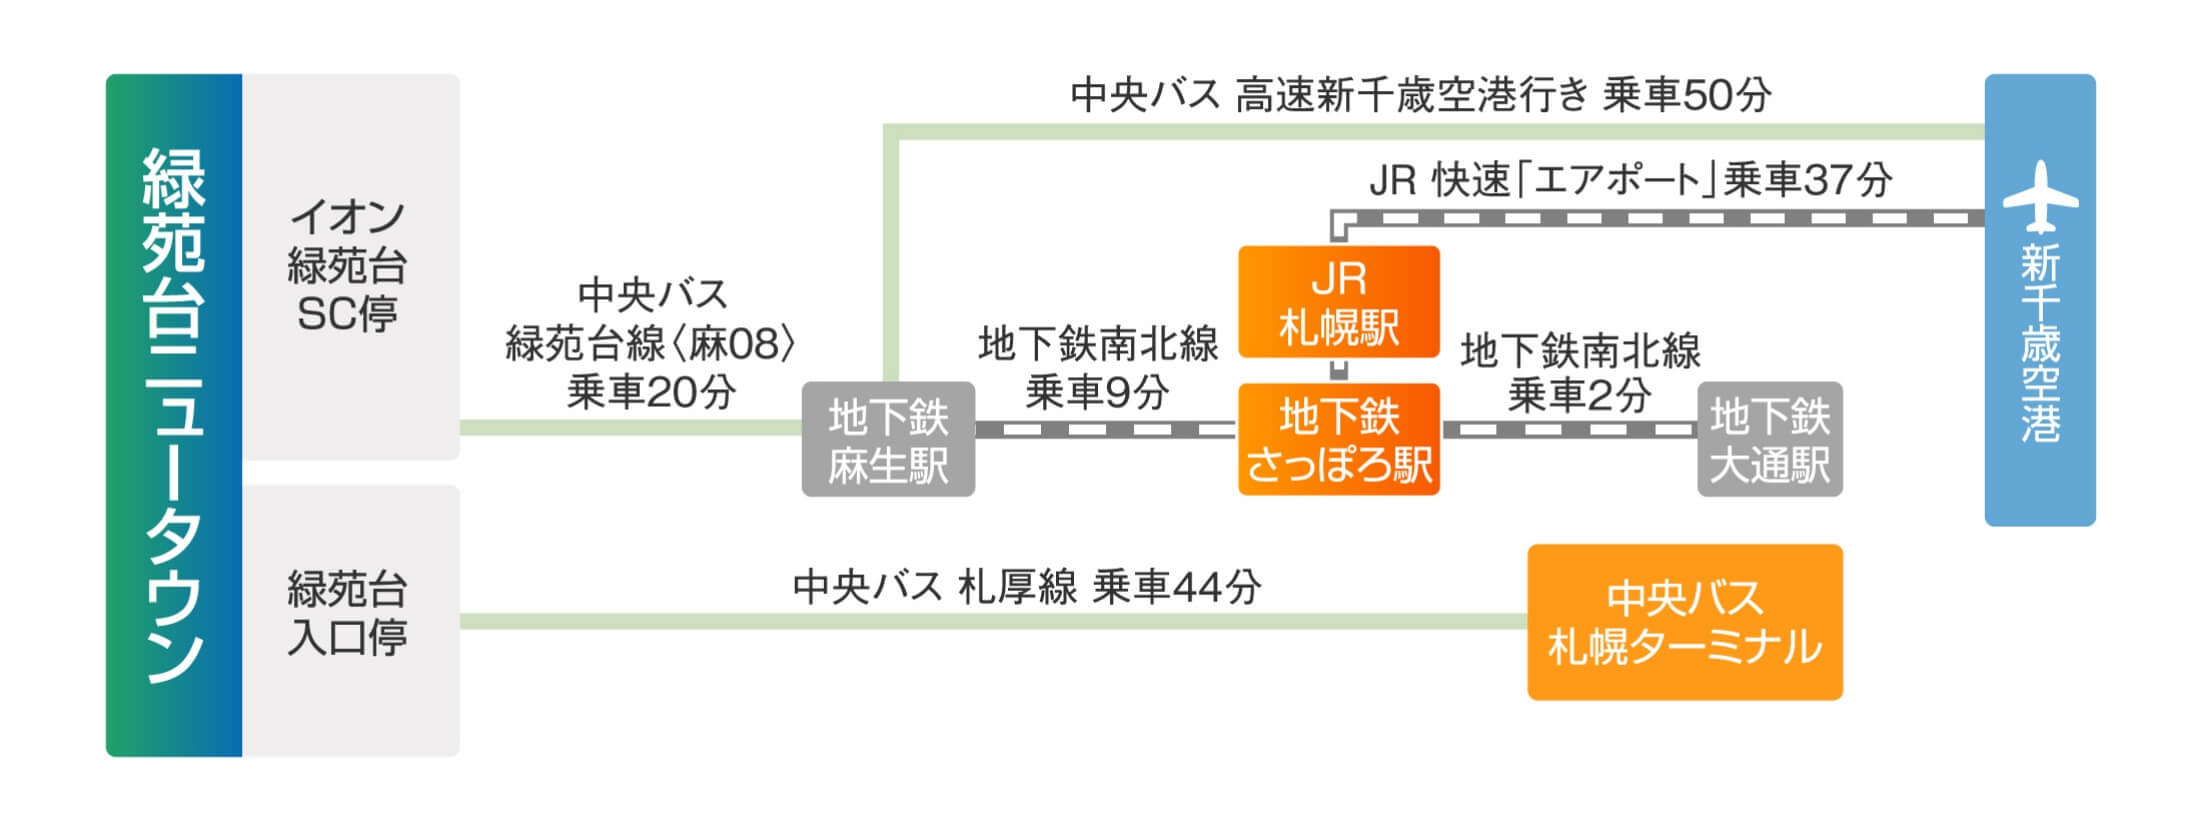 緑苑台ニュータウン
イオン
緑苑台
SC停
緑苑台
入口停
中央バス
緑苑台線〈麻08〉
乗車20分
地下鉄
麻生駅
中央バス 高速新千歳空港行き 乗車50分
JR 快速「エアポート」乗車37分
地下鉄南北線
乗車9分
JR
札幌駅
地下鉄
さっぽろ駅
地下鉄南北線
乗車2分
地下鉄
大通駅
新千歳空港
中央バス 札厚線 乗車44分
中央バス
札幌ターミナル